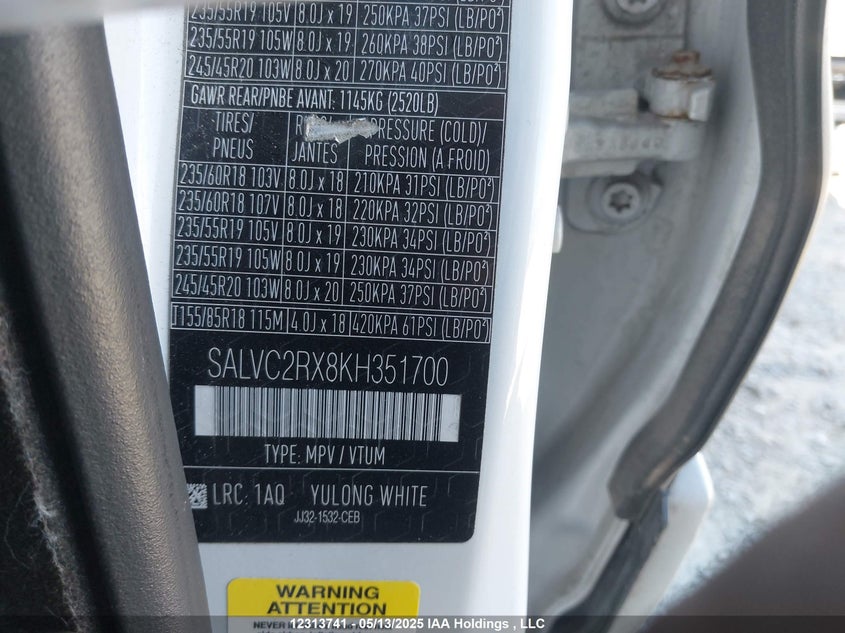 235/55R19 105V 8.0J x 19 250KPA 37PSI (LB/PO²)
235/55R19 105W 8.0J x 19 260KPA 38PSI (LB/PO²)
245/45R20 103W 8.0J x 20 270KPA 40PSI (LB/PO²)
GAWR REAR/PNBE AVANT: 1145KG (2520LB)
TIRES/ PRESSURE (COLD)/
PNEUS JANTES PRESSION (A FROID)
235/60R18 103V 8.0J x 18 210KPA 31PSI (LB/PO²)
235/60R18 107V 8.0J x 18 220KPA 32PSI (LB/PO²)
235/55R19 105V 8.0J x 19 230KPA 34PSI (LB/PO²)
235/55R19 105W 8.0J x 19 230KPA 34PSI (LB/PO²)
245/45R20 103W 8.0J x 20 250KPA 37PSI (LB/PO²)
T155/85R18 115M 4.0J x 18 420KPA 61PSI (LB/PO²)
SALVC2RX8KH351700
TYPE: MPV / VTUM
LRC: 1AQ YULONG WHITE
JJ32-1532-CEB
WARNING
ATTENTION
12313741 - 05/13/2025 IAA Holdings , LLC